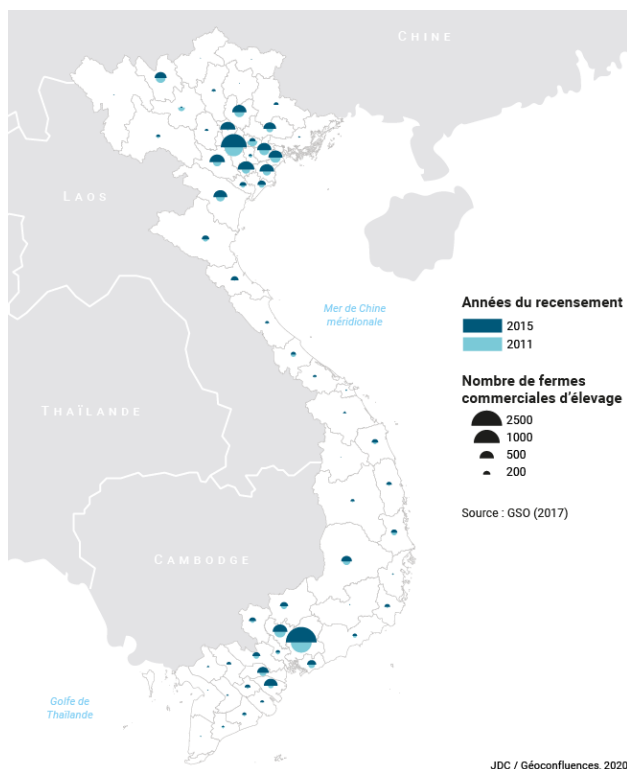 CHINE
LAOS
Mer de Chine
méridionale
THAÏLANDE
CAMBODGE
Golfe de
Thaïlande
Années du recensement
2015
2011
Nombre de fermes
commerciales d'élevage
2500
1000
500
200
Source : GSO (2017)
JDC / Géoconfluences, 2020